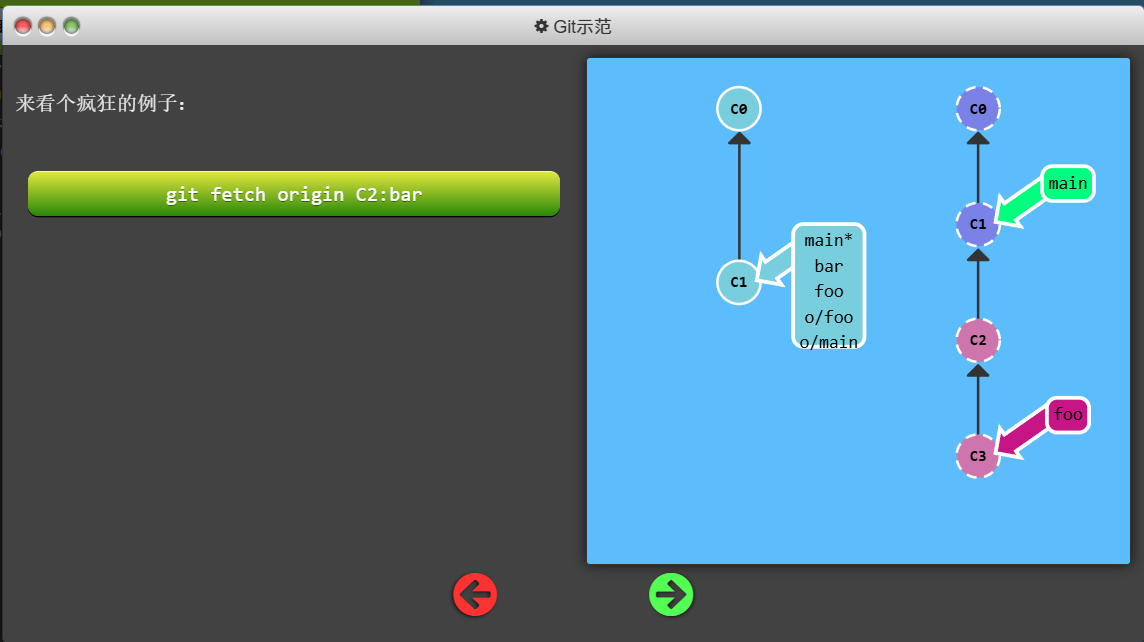 Git示范
来看个疯狂的例子：
git fetch origin C2:bar
C0
C1
main*
bar
foo
o/foo
o/main
C0
main
C1
C2
foo
C3